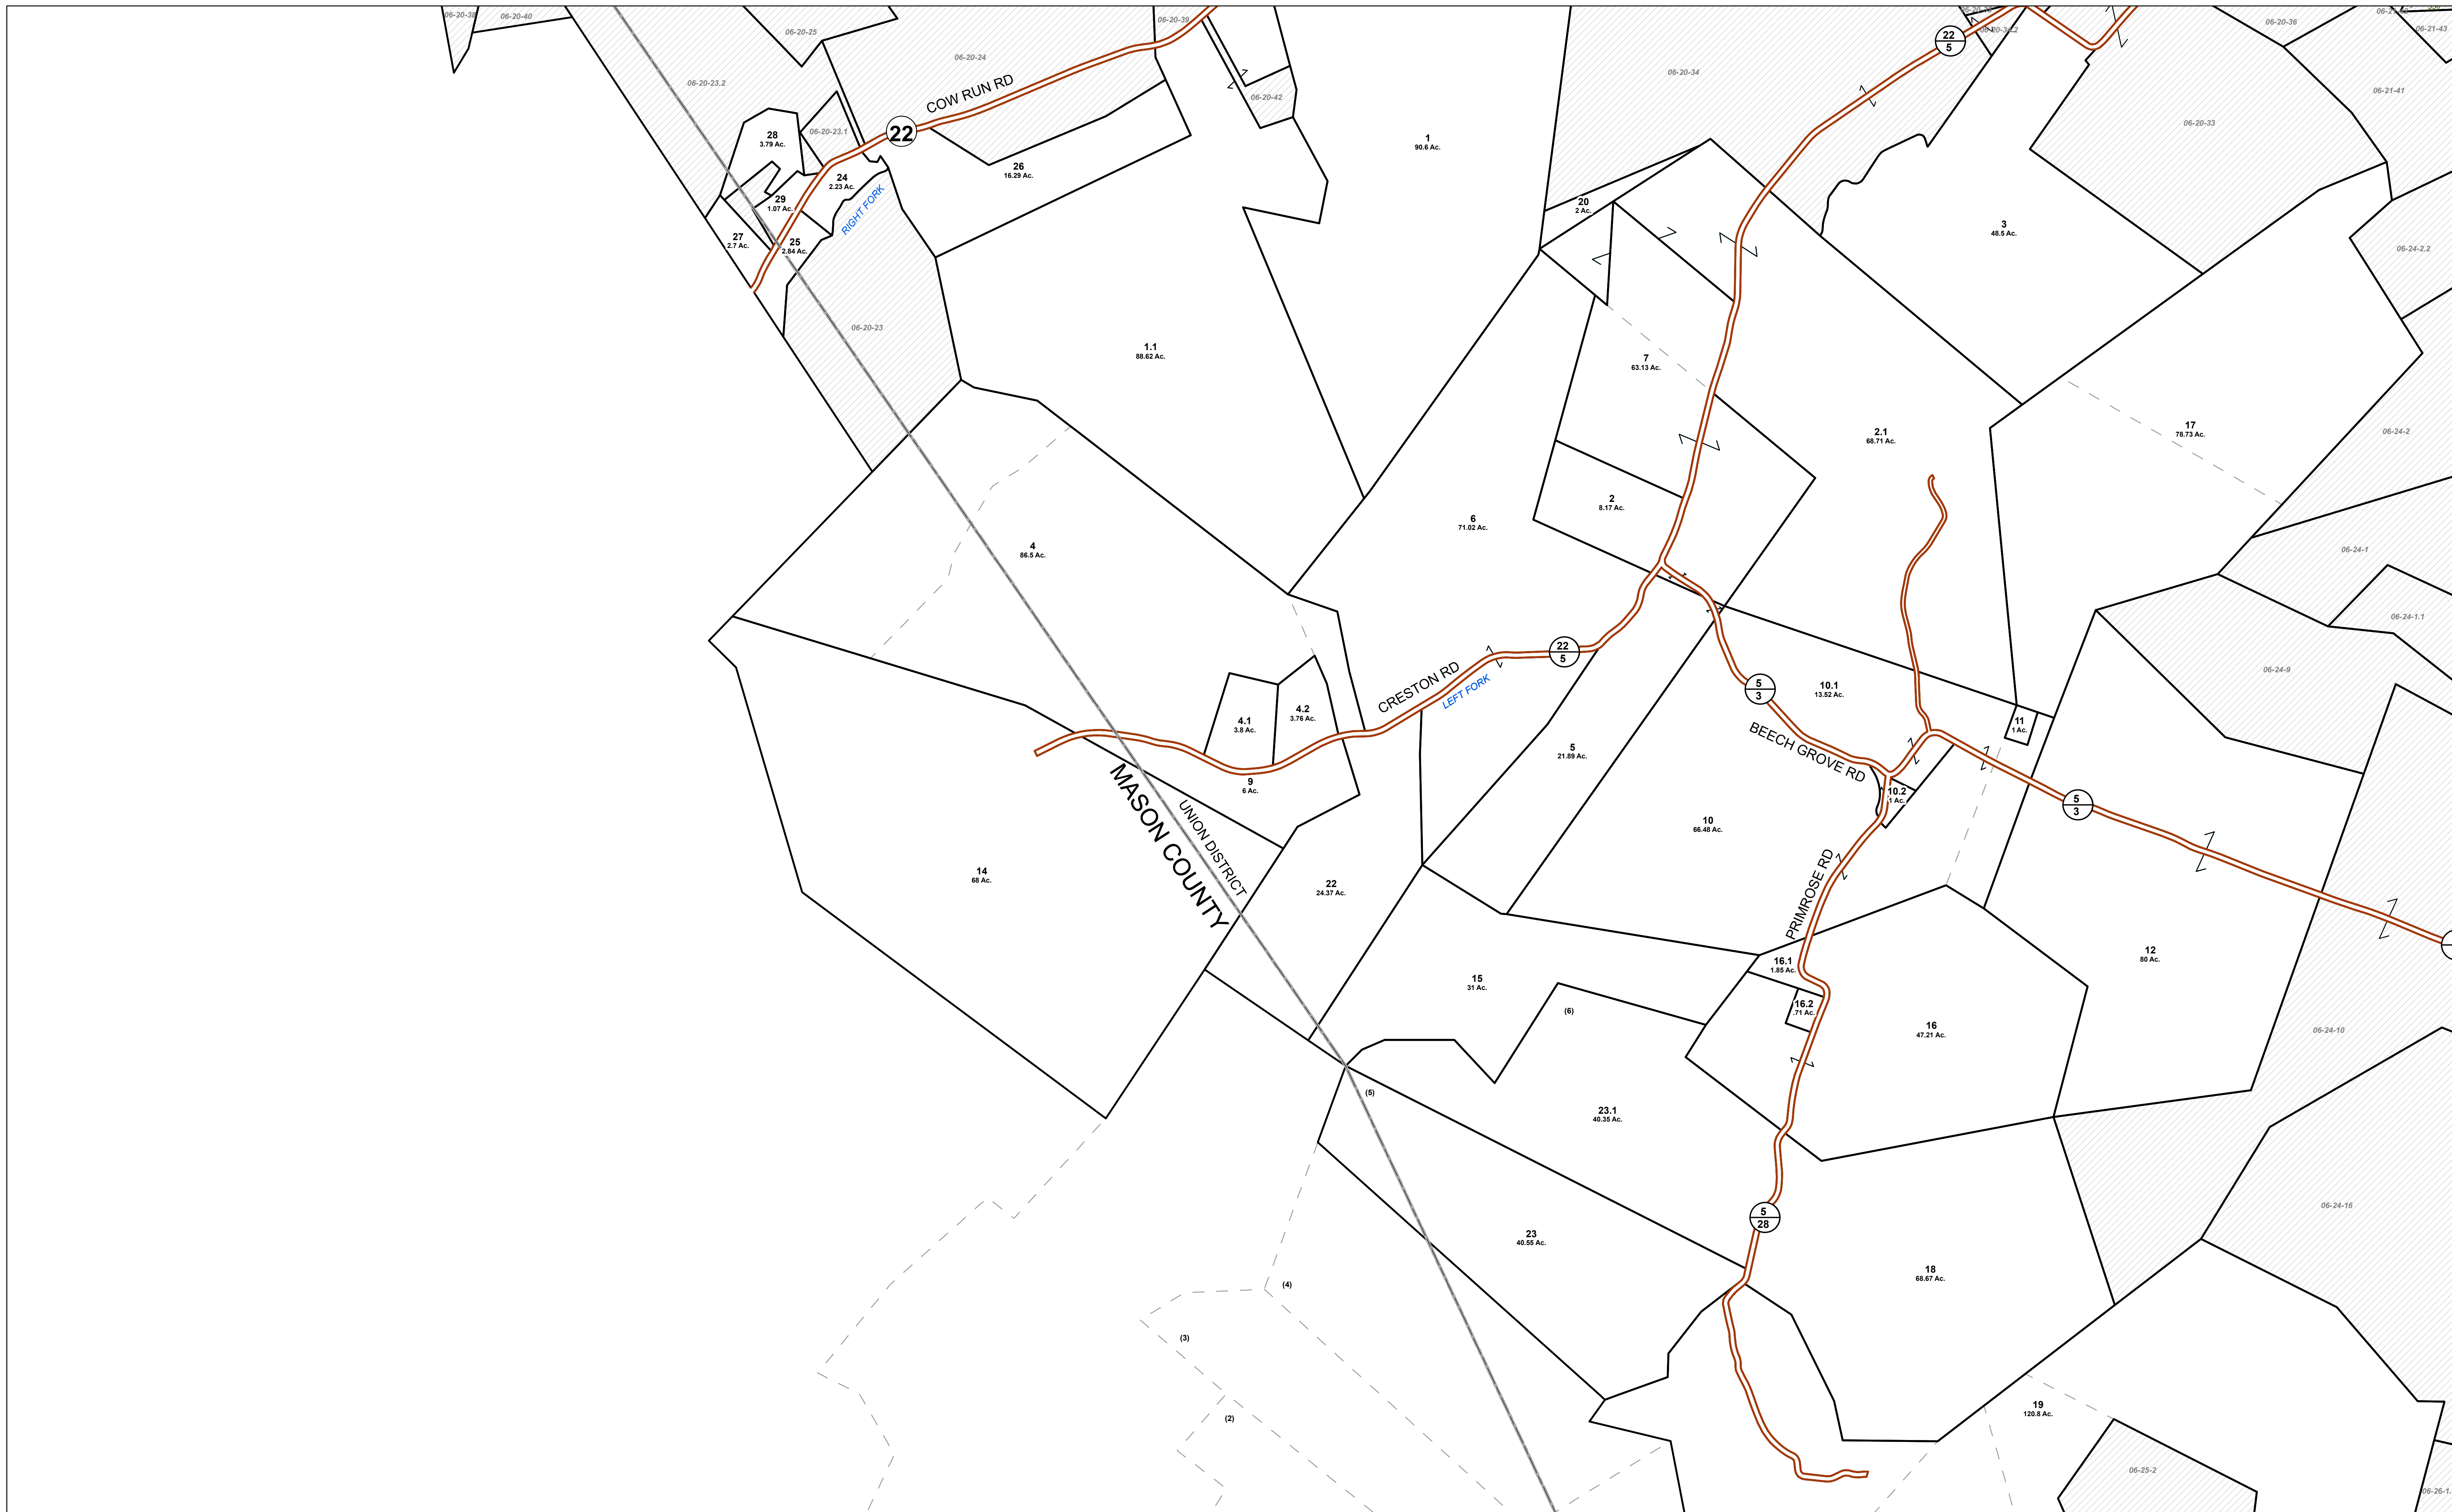 06-20-38
06-20-40
06-20-25
06-20-39
06-20-24
COW RUN RD
06-20-23.2
06-20-42
06-20-34
22
5
06-20-36
06-21-43
06-21-41
06-20-33
28
3.79 Ac.
06-20-23.1
22
1
90.6 Ac.
26
16.29 Ac.
24
2.23 Ac.
RIGHT FORK
29
1.07 Ac.
20
2 Ac.
27
2.7 Ac.
25
2.84 Ac.
3
48.5 Ac.
06-24-2.2
06-20-23
1.1
88.62 Ac.
7
63.13 Ac.
2.1
68.71 Ac.
17
78.73 Ac.
06-24-2
2
8.17 Ac.
6
71.02 Ac.
4
86.5 Ac.
06-24-1
06-24-1.1
22
5
CRESTON RD
LEFT FORK
06-24-9
5
3
10.1
13.52 Ac.
4.1
3.8 Ac.
4.2
3.76 Ac.
11
1 Ac.
BEECH GROVE RD
5
21.89 Ac.
9
6 Ac.
10.2
1 Ac.
5
3
MASON COUNTY
UNION DISTRICT
10
66.48 Ac.
14
68 Ac.
22
24.37 Ac.
PRIMROSE RD
12
80 Ac.
16.1
1.85 Ac.
15
31 Ac.
16.2
.71 Ac.
(6)
16
47.21 Ac.
06-24-10
(5)
23.1
40.35 Ac.
06-24-16
5
28
23
40.55 Ac.
18
68.67 Ac.
(4)
(3)
19
120.8 Ac.
(2)
06-25-2
06-26-1.